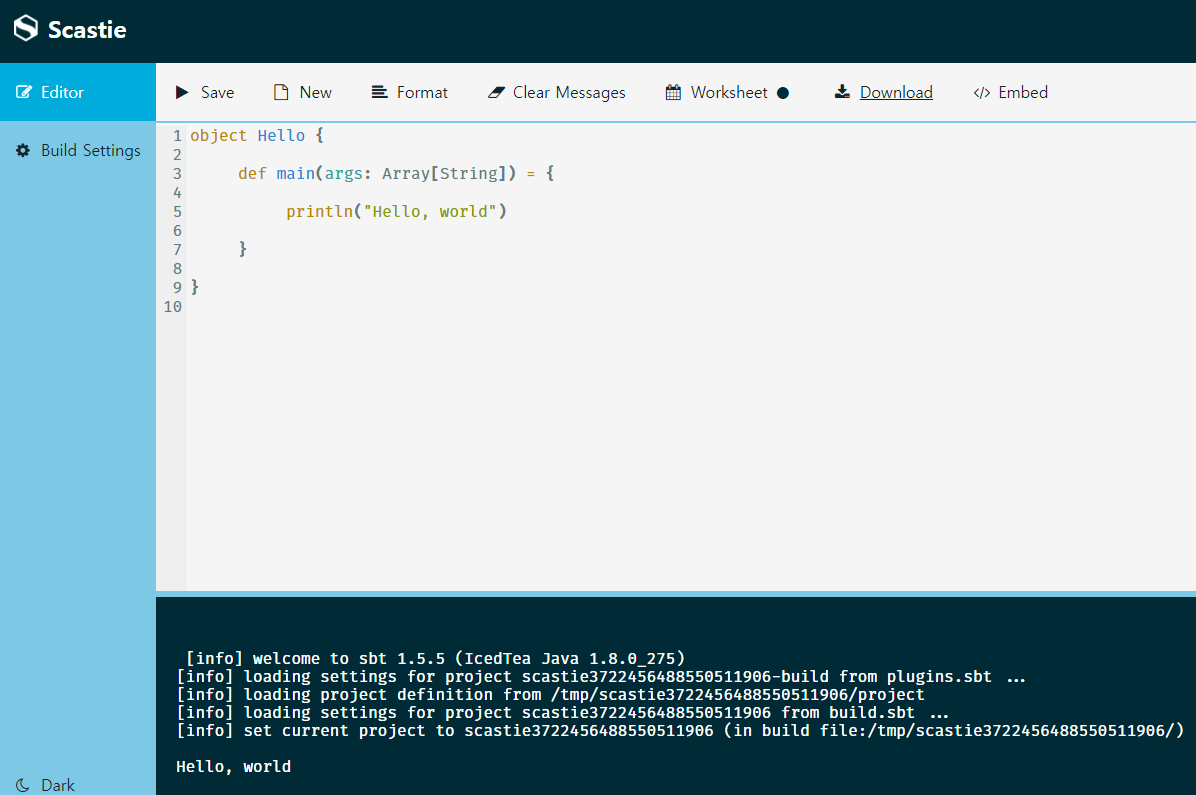 Scastie
Editor
Build Settings
Save New Format Clear Messages Worksheet Download </> Embed
1 object Hello {
2
3 def main(args: Array[String]) = {
4
5 println("Hello, world")
6
7 }
8
9 }
10
[info] welcome to sbt 1.5.5 (IcedTea Java 1.8.0_275)
[info] loading settings for project scastie3722456488550511906-build from plugins.sbt ...
[info] loading project definition from /tmp/scastie3722456488550511906/project
[info] loading settings for project scastie3722456488550511906 from build.sbt ...
[info] set current project to scastie3722456488550511906 (in build file:/tmp/scastie3722456488550511906/)
Hello, world
Dark